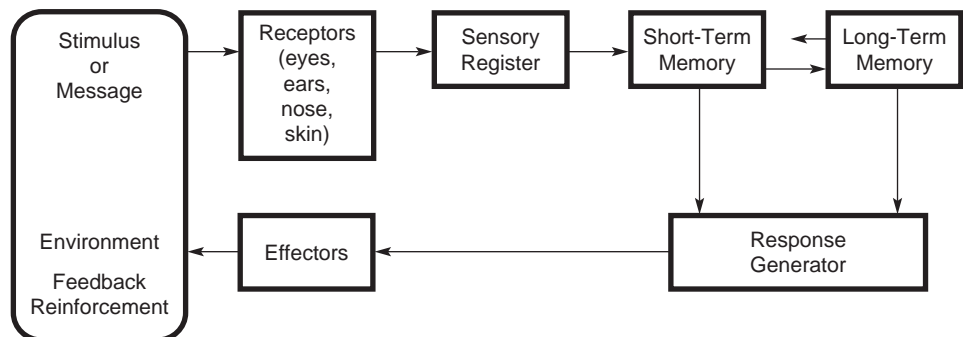 Stimulus
or
Message
Receptors
(eyes,
ears,
nose,
skin)
Sensory
Register
Short-Term
Memory
Long-Term
Memory
Environment
Feedback
Reinforcement
Effectors
Response
Generator